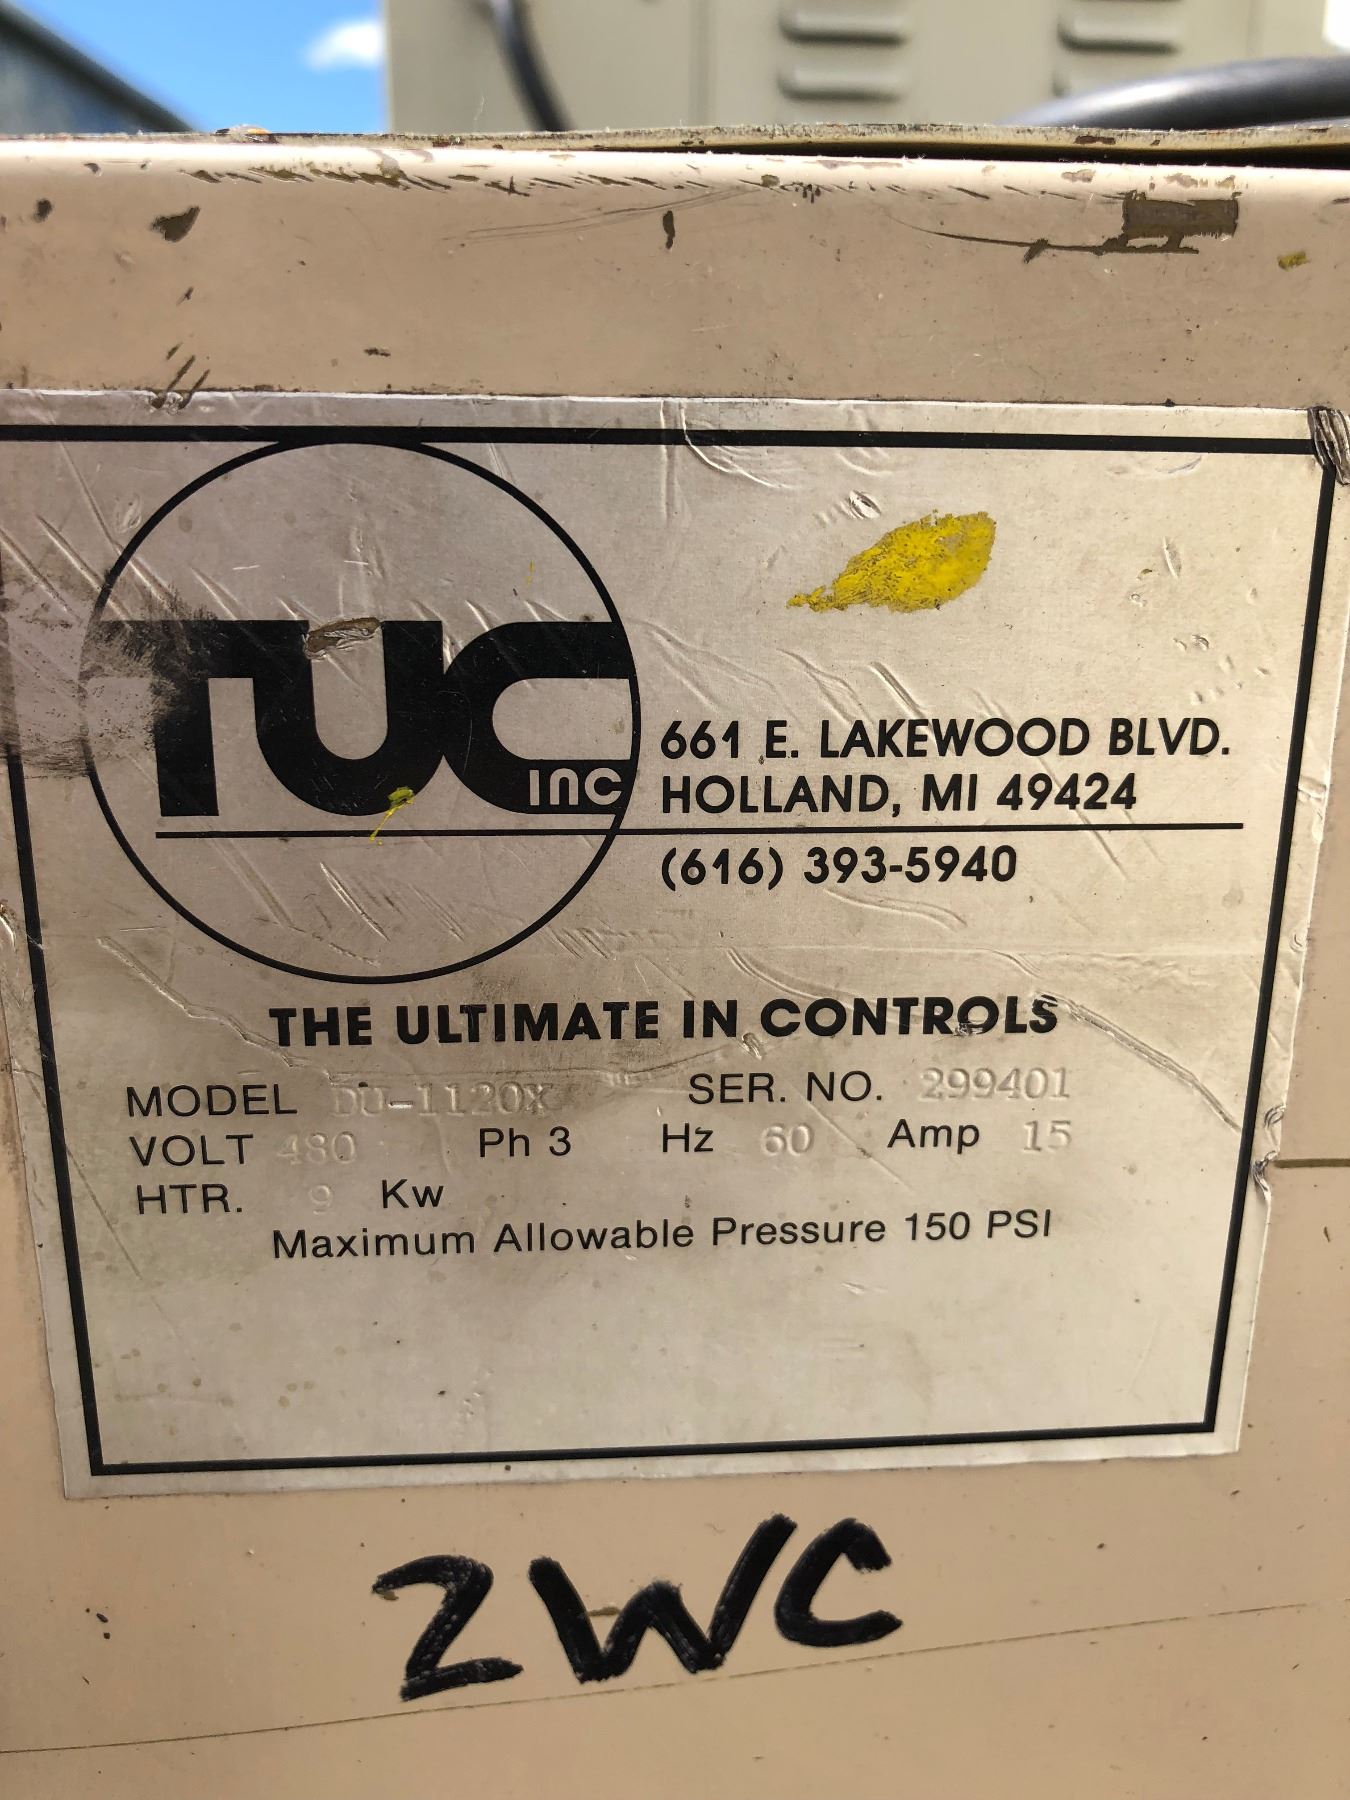 TUC
INC
661 E. LAKEWOOD BLVD.
HOLLAND, MI 49424
(616) 393-5940
THE ULTIMATE IN CONTROLS
MODEL DU-1120X SER. NO. 299401
VOLT 480 Ph 3 Hz 60 Amp 15
HTR. 9 Kw
Maximum Allowable Pressure 150 PSI
2WC